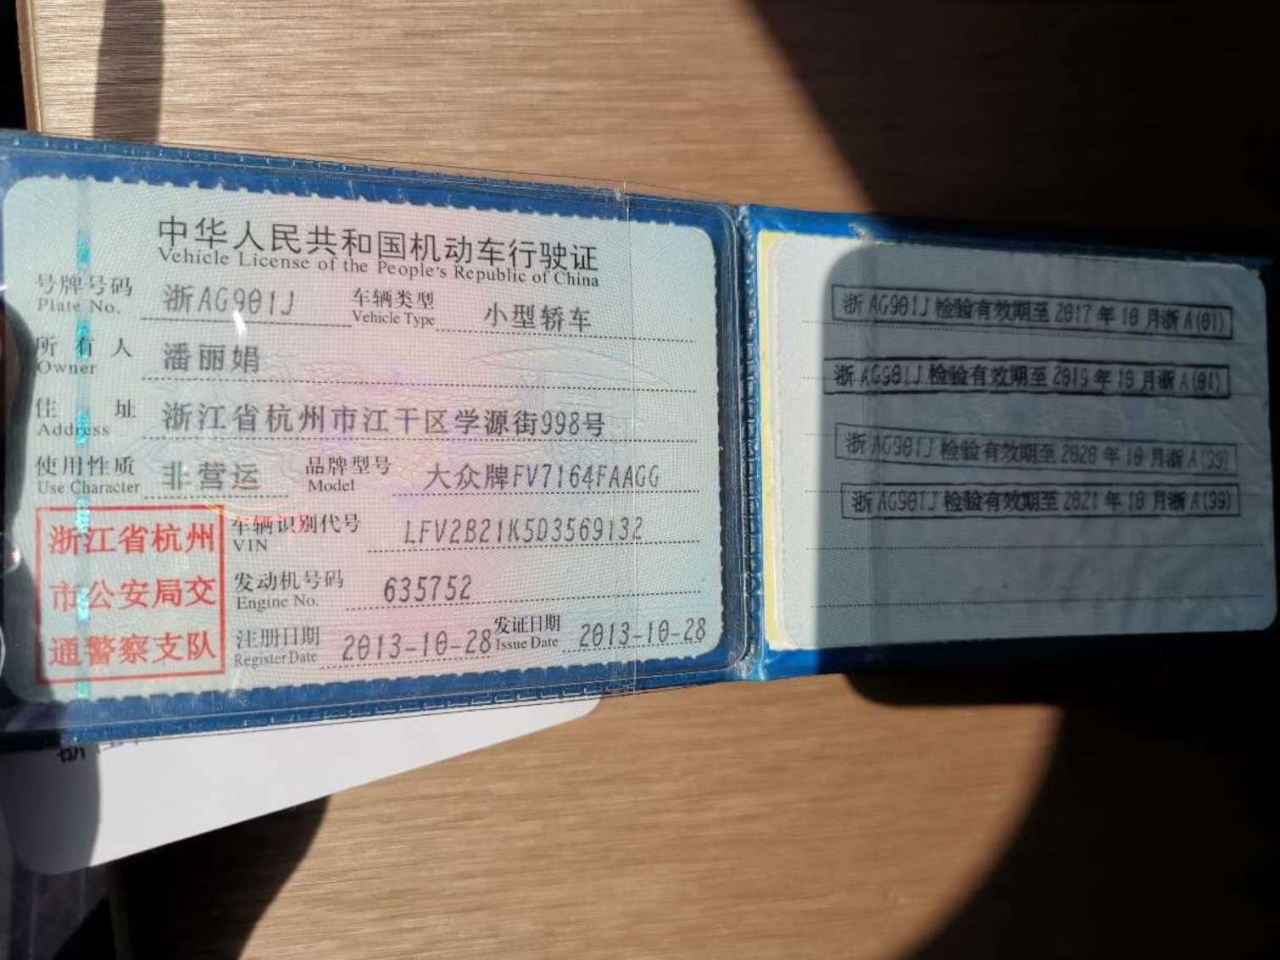 中华人民共和国机动车行驶证
Vehicle License of the People's Republic of China
号牌号码 浙AG901J 车辆类型 小型轿车
Plate No. Vehicle Type
所有人 潘丽娟
Owner
住址 浙江省杭州市江干区学源街998号
Address
使用性质 非营运 品牌型号 大众牌FV7164FAAGG
Use Character Model
浙江省杭州
市公安局交
通警察支队
车辆识别代号 LFV2B21K5D3569132
VIN
发动机号码 635752
Engine No.
注册日期 2013-10-28 发证日期 2013-10-28
Register Date Issue Date
浙AG901J检验有效期至2017年10月浙A(01)
浙AG901J检验有效期至2019年10月浙A(01)
浙AG901J检验有效期至2020年10月浙A(99)
浙AG901J检验有效期至2021年10月浙A(99)